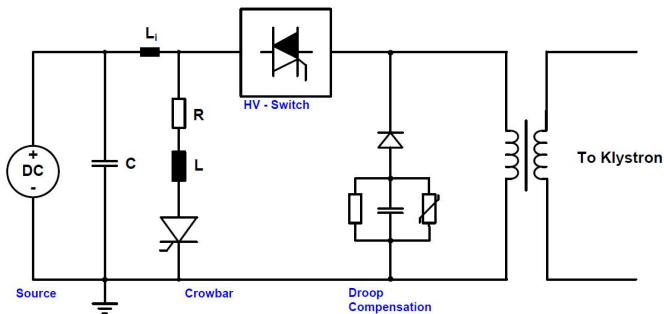 Li
HV - Switch
R
+
DC
-
C
L
To Klystron
Source
Crowbar
Droop
Compensation